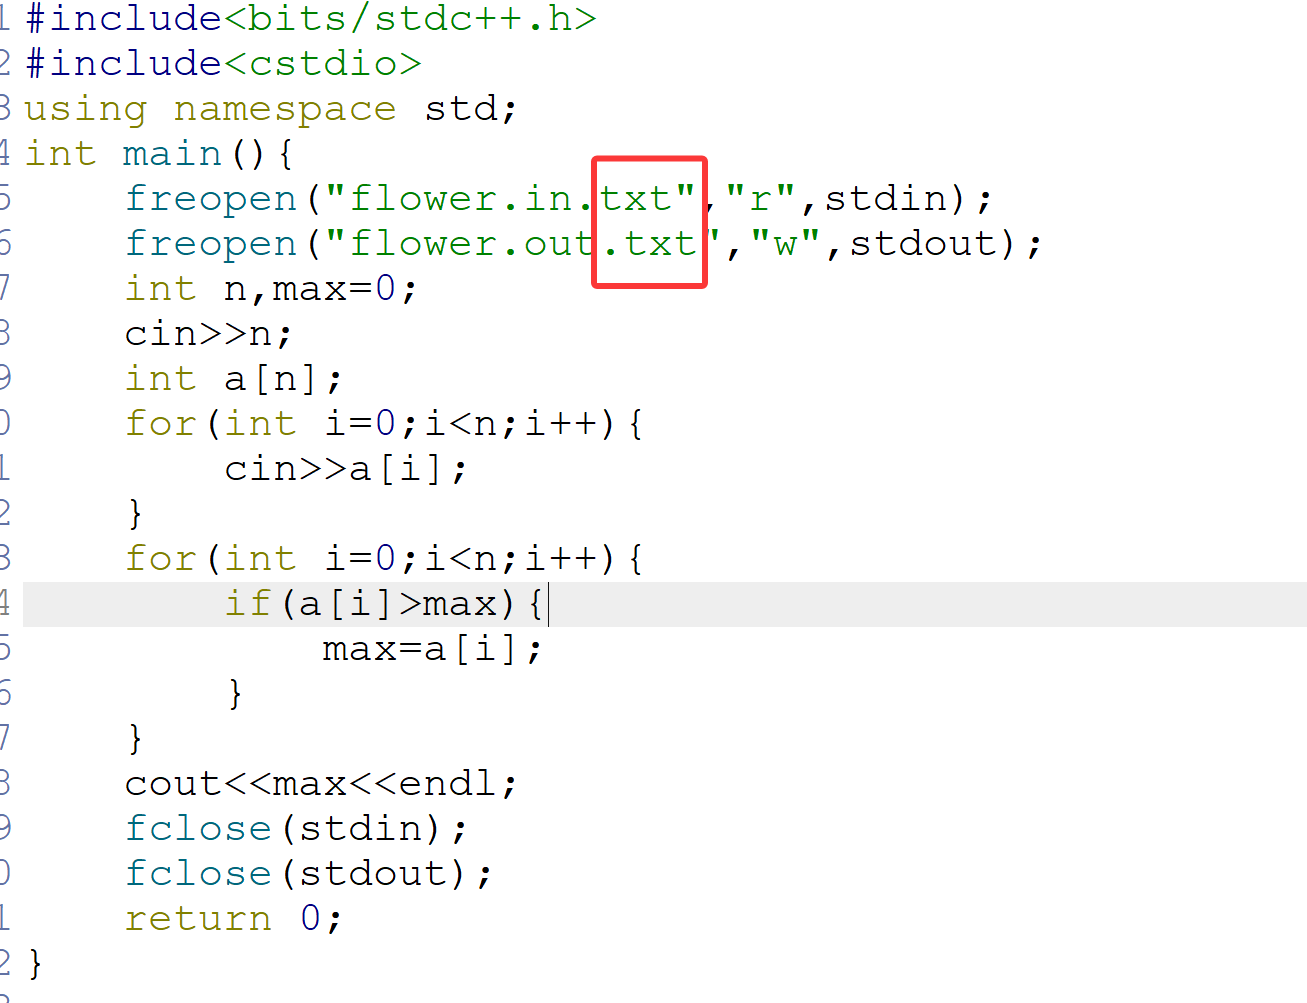 1 #include<bits/stdc++.h>
2 #include<cstdio>
3 using namespace std;
4 int main(){
5     freopen("flower.in.txt","r",stdin);
6     freopen("flower.out.txt","w",stdout);
7     int n,max=0;
8     cin>>n;
9     int a[n];
0     for(int i=0;i<n;i++){
1         cin>>a[i];
2     }
3     for(int i=0;i<n;i++){
4         if(a[i]>max){
5             max=a[i];
6         }
7     }
8     cout<<max<<endl;
9     fclose(stdin);
0     fclose(stdout);
1     return 0;
2 }